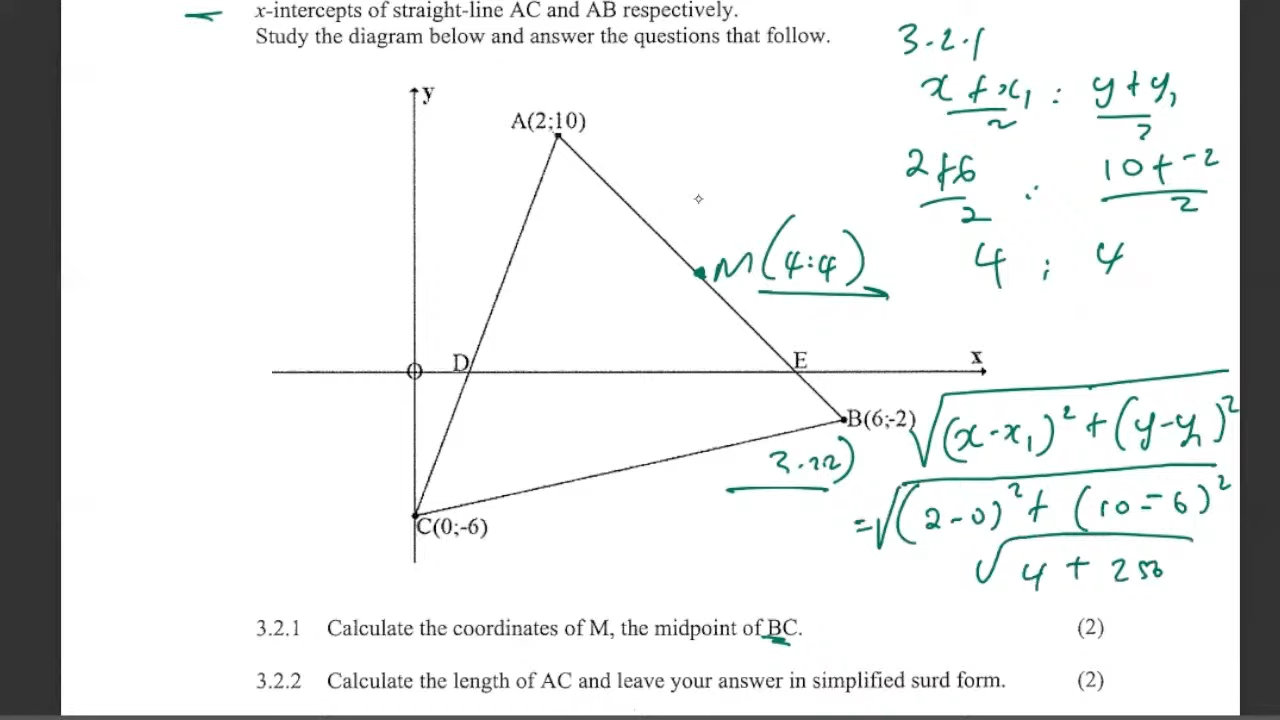 x-intercepts of straight-line AC and AB respectively.
Study the diagram below and answer the questions that follow.
3.2.1
x + x₁ / 2 : y + y₁ / 2
2+6 / 2 ; 10+-2 / 2
4 ; 4
y
A(2;10)
M(4:4)
D
E
x
O
B(6;-2)
√(x-x₁)² + (y-y₁)²
3.22)
=√(2-0)² + (10--6)²
√4 + 256
C(0;-6)
3.2.1 Calculate the coordinates of M, the midpoint of BC. (2)
3.2.2 Calculate the length of AC and leave your answer in simplified surd form. (2)